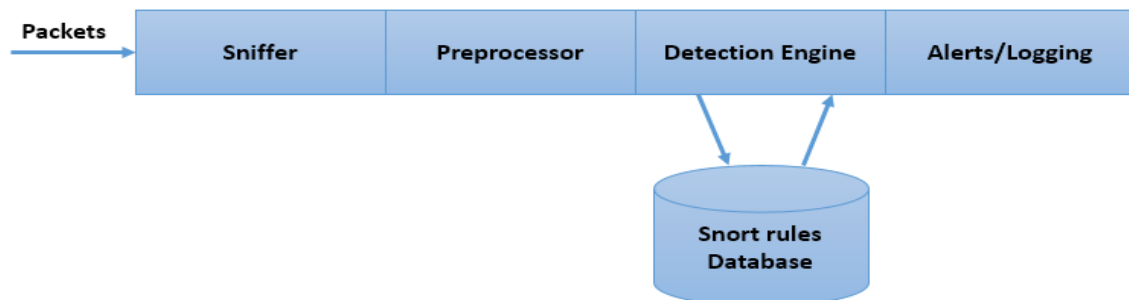 Packets
Sniffer
Preprocessor
Detection Engine
Alerts/Logging
Snort rules
Database